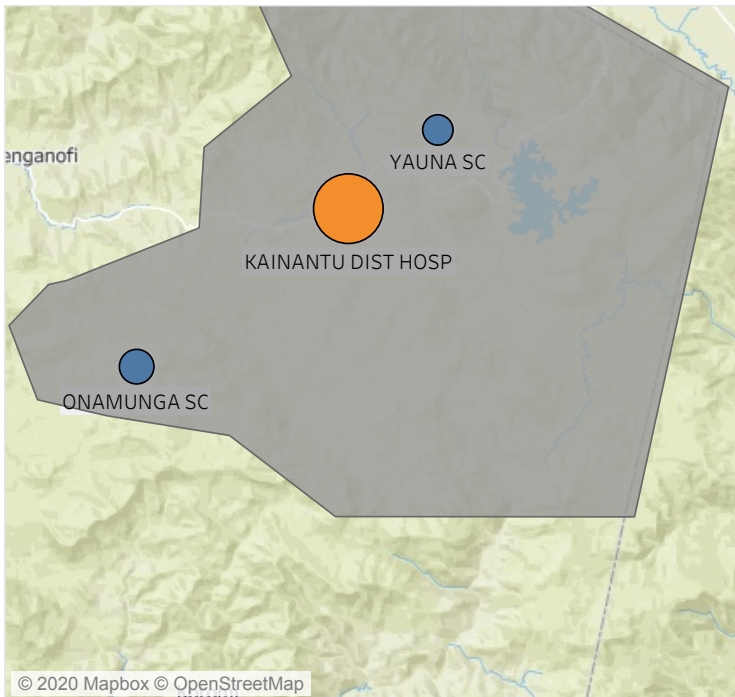 YAUNA SC
enganofi
KAINANTU DIST HOSP
ONAMUNGA SC
© 2020 Mapbox © OpenStreetMap